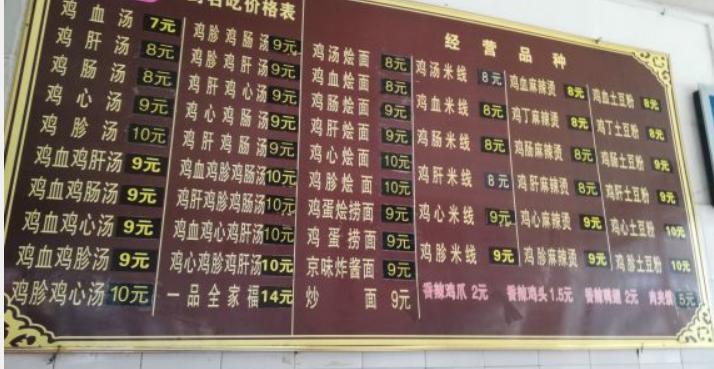 吃价格表
经营品种
鸡血汤 7元
鸡肝汤 8元
鸡肠汤 8元
鸡心汤 9元
鸡胗汤 10元
鸡血鸡肝汤 9元
鸡血鸡肠汤 9元
鸡血鸡心汤 9元
鸡血鸡胗汤 9元
鸡胗鸡心汤 10元
鸡胗鸡肠汤 9元
鸡胗鸡肝汤 9元
鸡肝鸡心汤 9元
鸡心鸡肠汤 9元
鸡肝鸡肠汤 9元
鸡血鸡胗鸡肠汤 10元
鸡肝鸡胗鸡肠汤 10元
鸡血鸡心鸡肝汤 10元
鸡心鸡胗鸡肝汤 10元
一品全家福 14元
鸡汤烩面 8元
鸡血烩面 8元
鸡肠烩面 9元
鸡肝烩面 9元
鸡心烩面 10元
鸡胗烩面 10元
鸡蛋烩捞面 9元
鸡蛋捞面 9元
京味炸酱面 9元
炒面 9元
鸡汤米线 8元
鸡血米线 8元
鸡肠米线 8元
鸡肝米线 8元
鸡心米线 9元
鸡胗米线 9元
鸡血麻辣烫 8元
鸡丁麻辣烫 8元
鸡肠麻辣烫 8元
鸡肝麻辣烫 8元
鸡心麻辣烫 9元
鸡胗麻辣烫 9元
鸡血土豆粉 8元
鸡丁土豆粉 8元
鸡肠土豆粉 9元
鸡肝土豆粉 9元
鸡心土豆粉 10元
鸡胗土豆粉 10元
香辣鸡爪 2元 香辣鸡头 1.5元 香辣鸭 2元 肉夹馍 5元